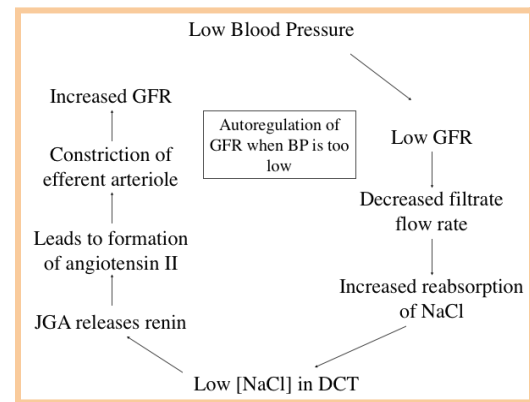 Low Blood Pressure
Autoregulation of
GFR when BP is too
low
Low GFR
Decreased filtrate
flow rate
Increased reabsorption
of NaCl
Low [NaCl] in DCT
JGA releases renin
Leads to formation
of angiotensin II
Constriction of
efferent arteriole
Increased GFR